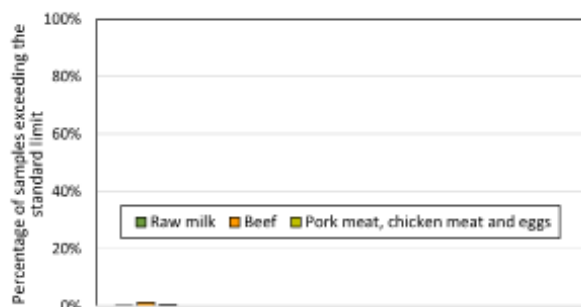 Percentage of samples exceeding the
standard limit
100%
80%
60%
40%
20%
0%
Raw milk Beef Pork meat, chicken meat and eggs